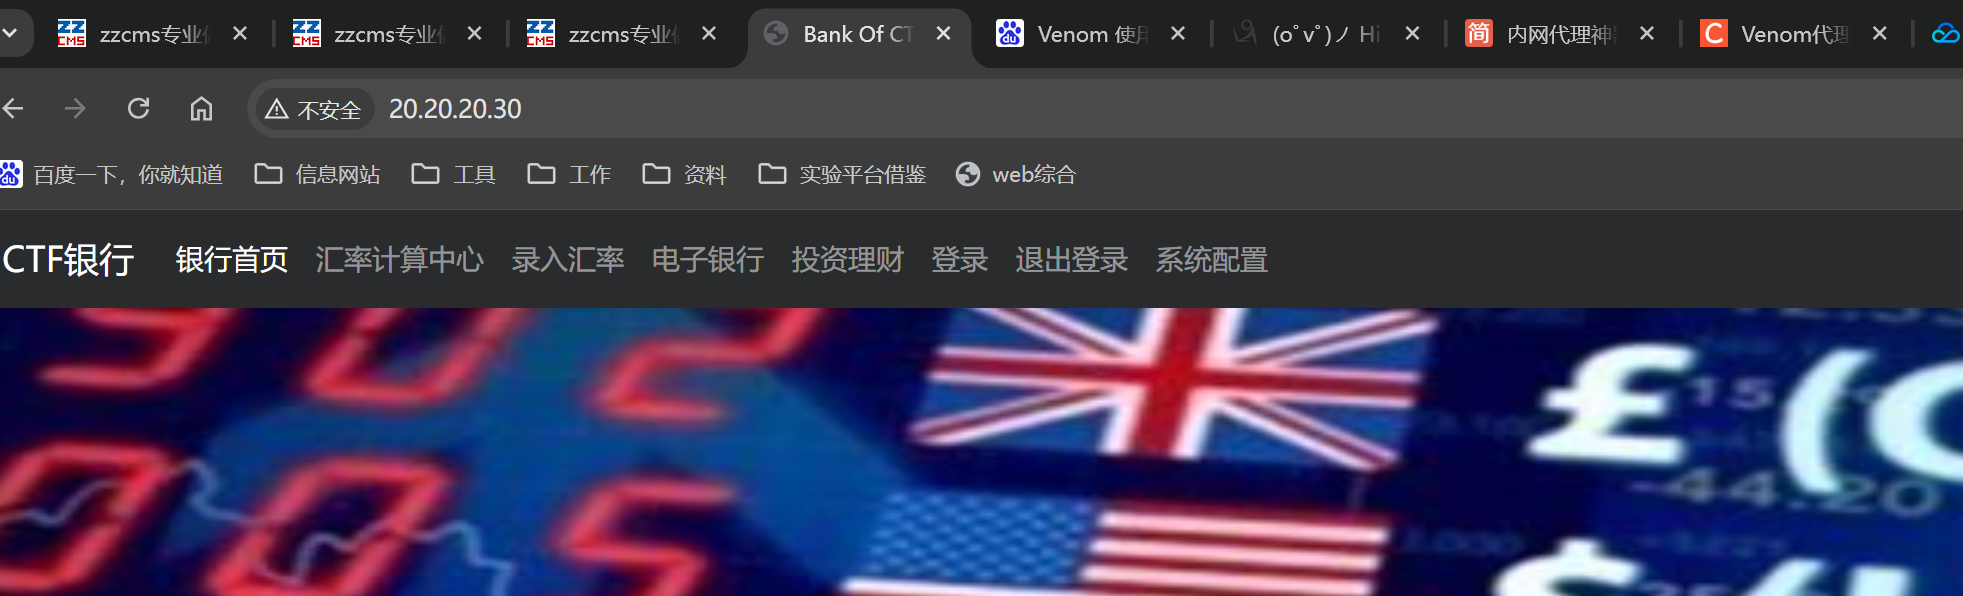 zzcms专业 zzcms专业 zzcms专业 Bank Of CT Venom 使用 (oﾟvﾟ)ノ Hi 内网代理神 Venom代理
不安全 20.20.20.30
百度一下，你就知道 信息网站 工具 工作 资料 实验平台借鉴 web综合
CTF银行 银行首页 汇率计算中心 录入汇率 电子银行 投资理财 登录 退出登录 系统配置
902
£
-44.20
005
$